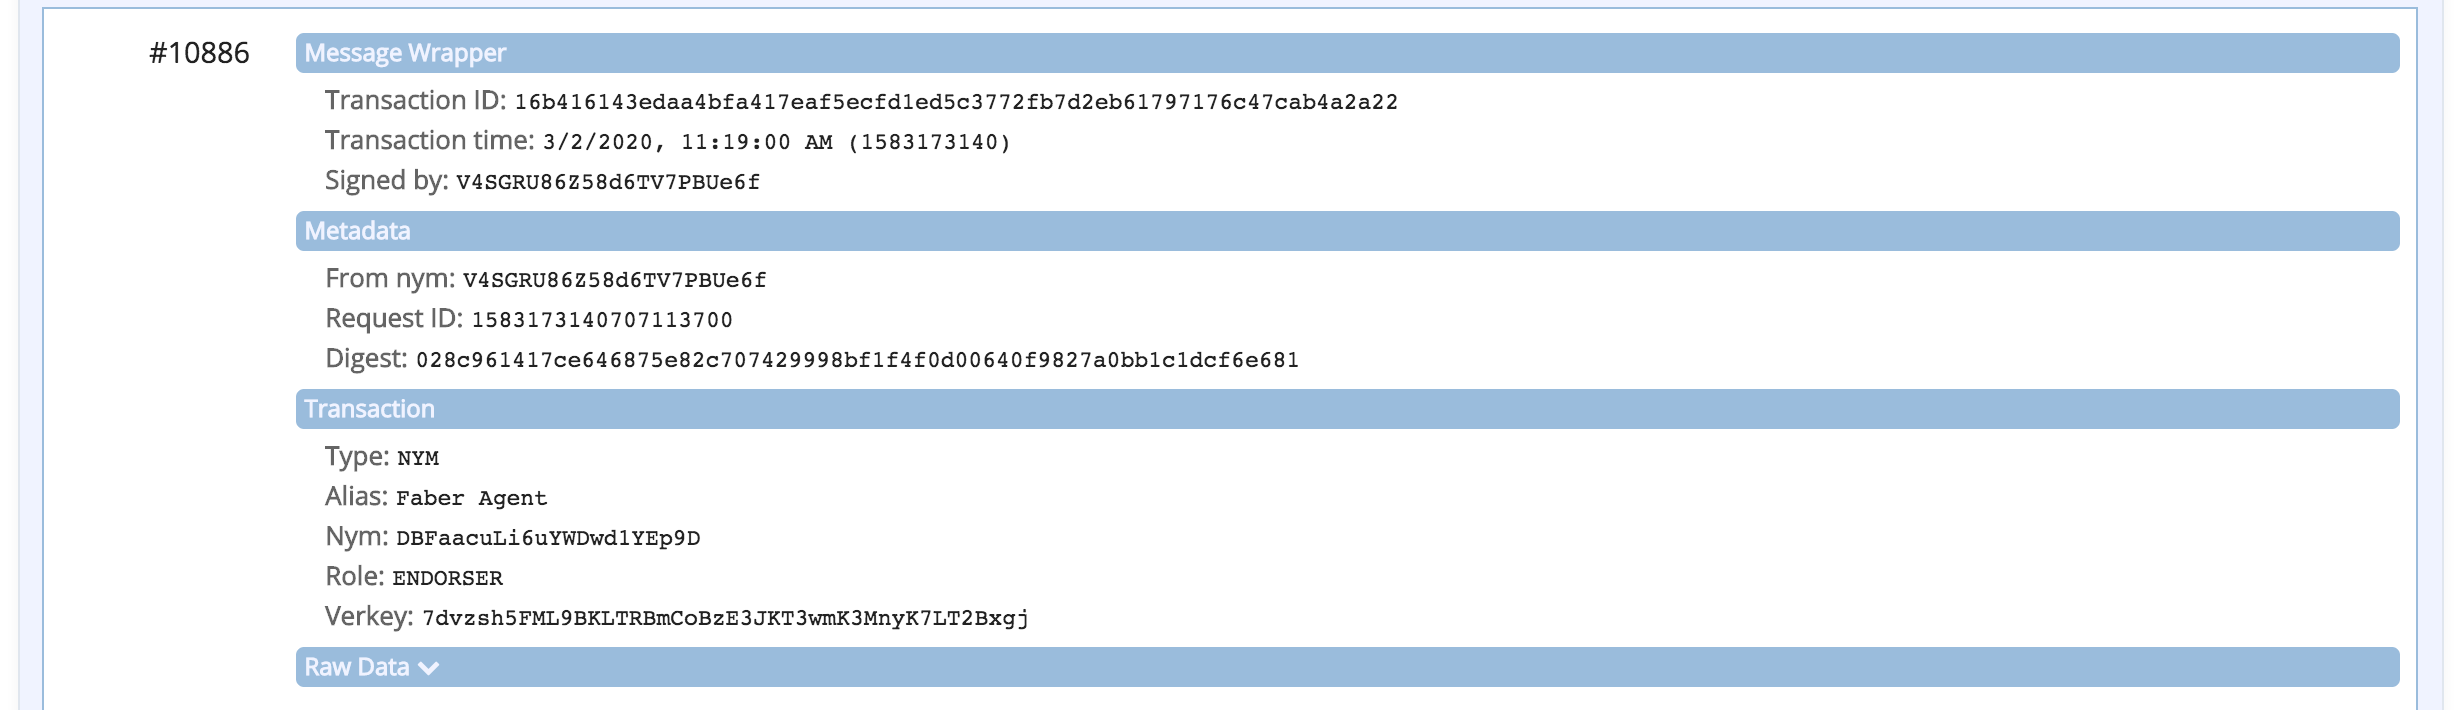 #10886
Message Wrapper
Transaction ID: 16b416143edaa4bfa417eaf5ecfd1ed5c3772fb7d2eb61797176c47cab4a2a22
Transaction time: 3/2/2020, 11:19:00 AM (1583173140)
Signed by: V4SGRU86Z58d6TV7PBUe6f
Metadata
From nym: V4SGRU86Z58d6TV7PBUe6f
Request ID: 1583173140707113700
Digest: 028c961417ce646875e82c707429998bf1f4f0d00640f9827a0bb1c1dcf6e681
Transaction
Type: NYM
Alias: Faber Agent
Nym: DBFaacuLi6uYWDwd1YEp9D
Role: ENDORSER
Verkey: 7dvzsh5FML9BKLTRBmCoBzE3JKT3wmK3MnyK7LT2Bxgj
Raw Data